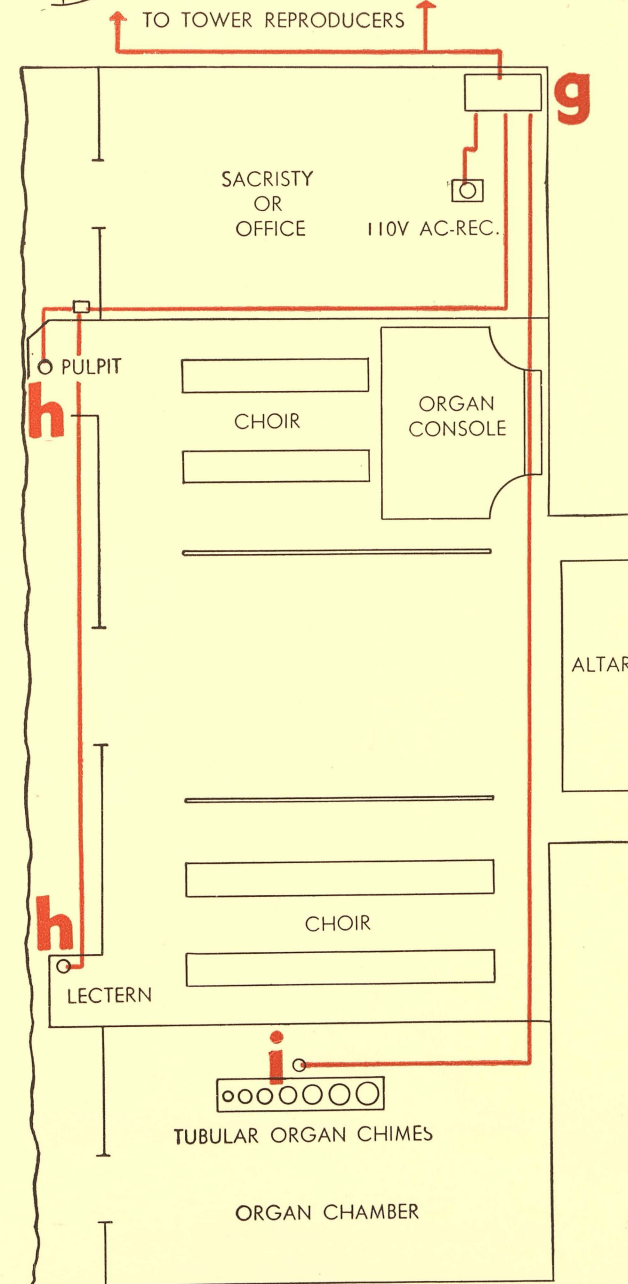 TO TOWER REPRODUCERS
g
SACRISTY
OR
OFFICE
110V AC-REC.
PULPIT
h
CHOIR
ORGAN
CONSOLE
ALTAR
h
CHOIR
LECTERN
i
TUBULAR ORGAN CHIMES
ORGAN CHAMBER